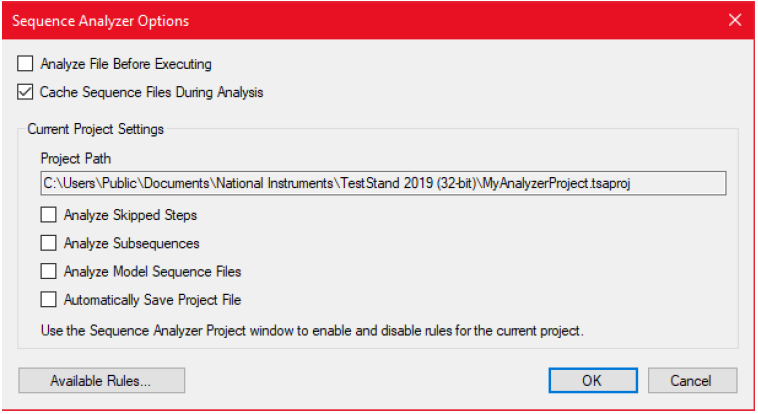 Sequence Analyzer Options
Analyze File Before Executing
Cache Sequence Files During Analysis
Current Project Settings
Project Path
C:\Users\Public\Documents\National Instruments\TestStand 2019 (32-bit)\MyAnalyzerProject.tsaproj
Analyze Skipped Steps
Analyze Subsequences
Analyze Model Sequence Files
Automatically Save Project File
Use the Sequence Analyzer Project window to enable and disable rules for the current project.
Available Rules... OK Cancel